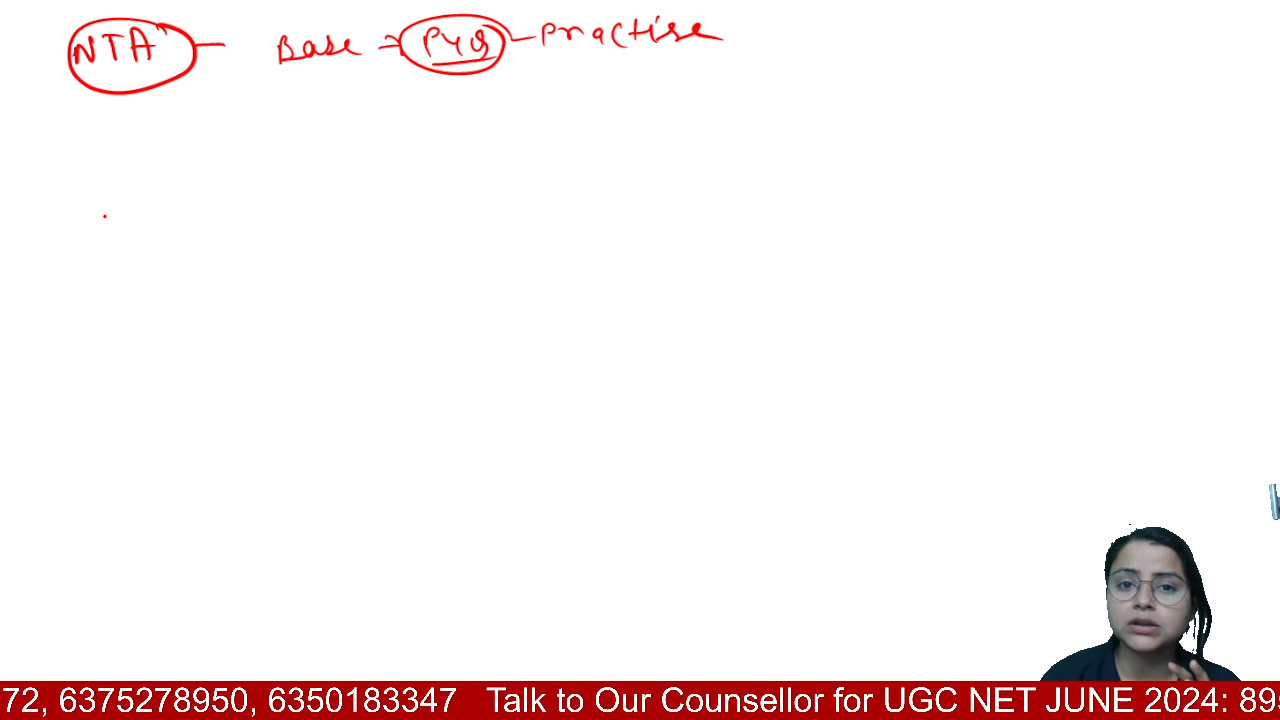 NTA - Base → PYQ - Practise
72, 6375278950, 6350183347 Talk to Our Counsellor for UGC NET JUNE 2024: 89